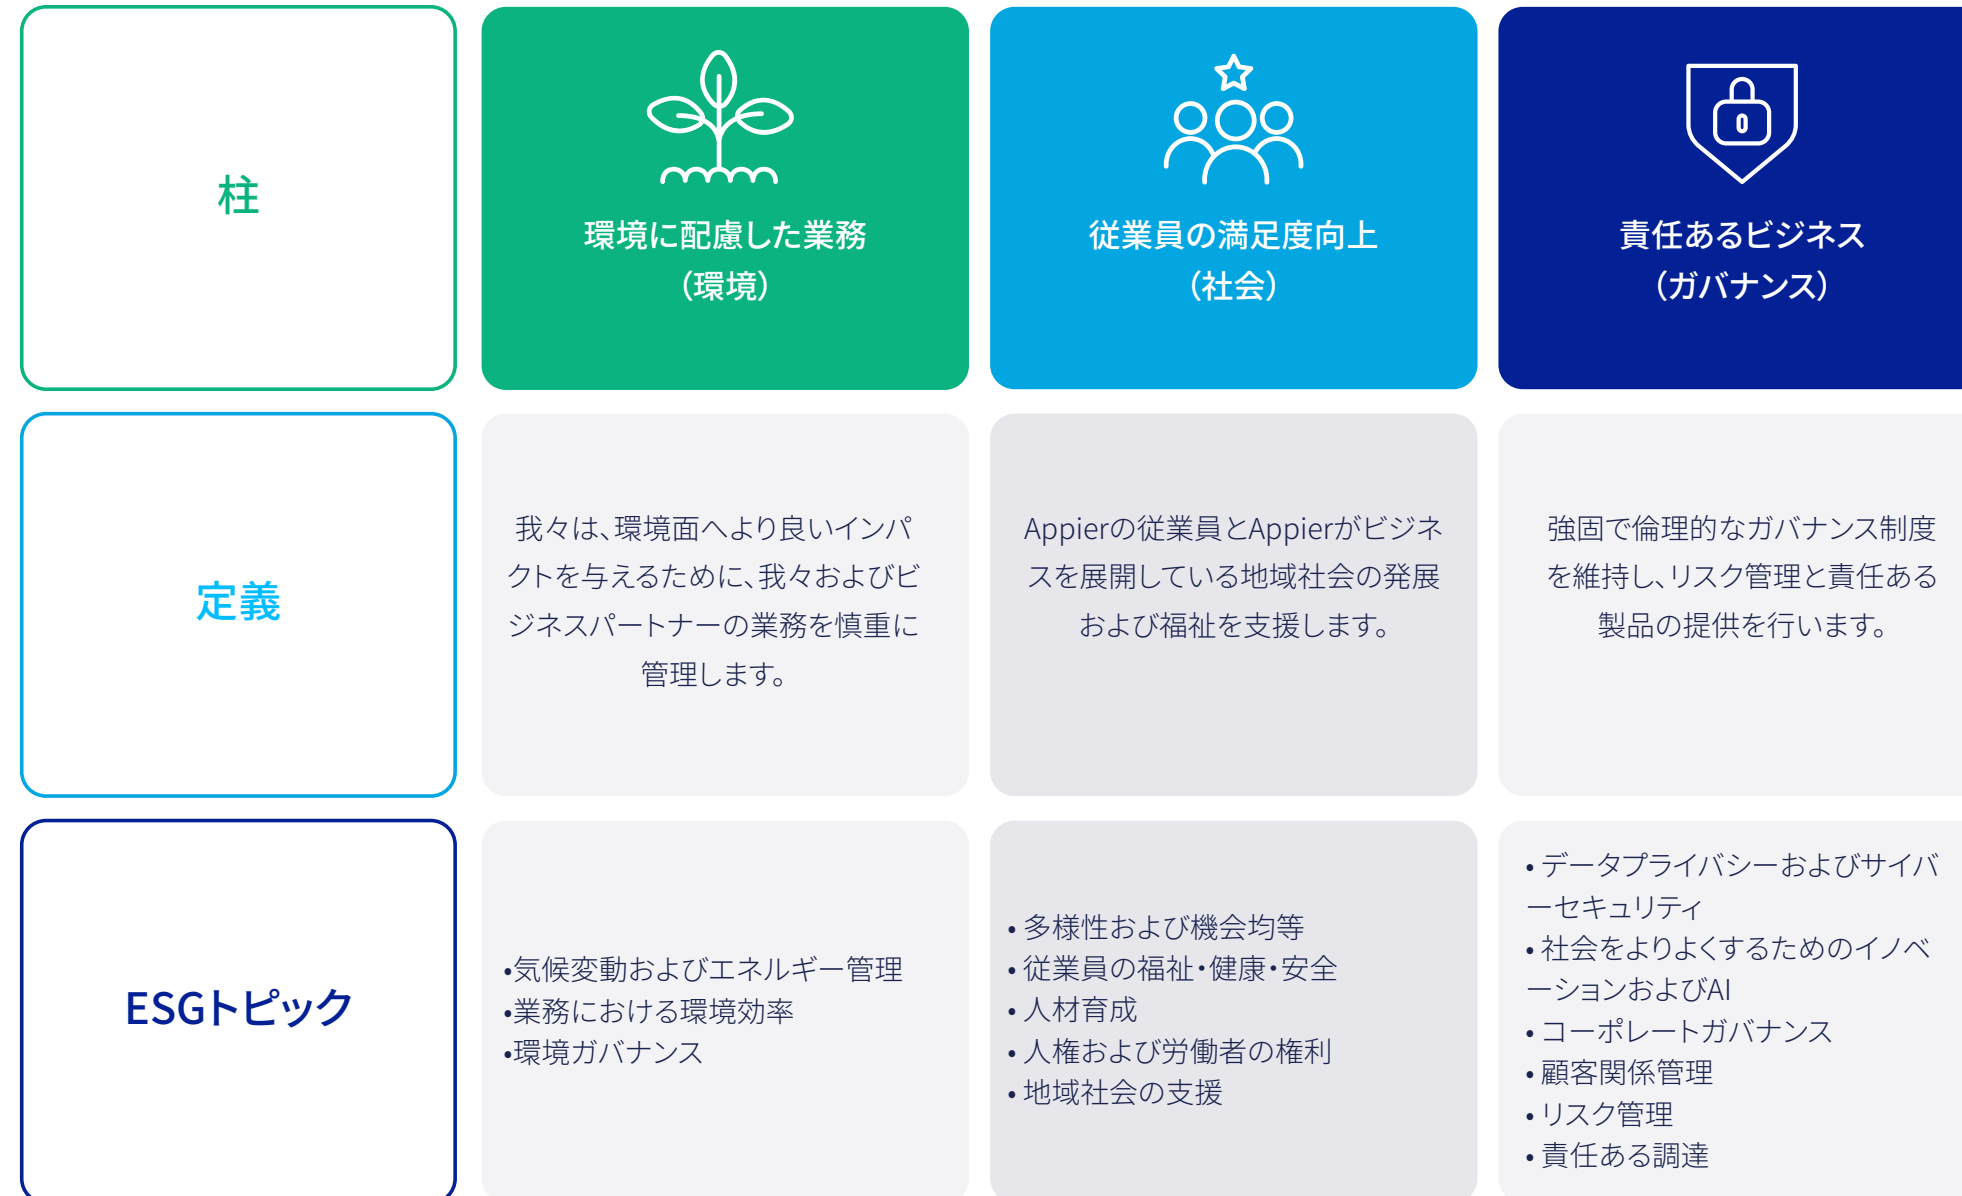 柱
環境に配慮した業務
（環境）
従業員の満足度向上
（社会）
責任あるビジネス
（ガバナンス）
定義
我々は、環境面へより良いインパ
クトを与えるために、我々およびビ
ジネスパートナーの業務を慎重に
管理します。
Appierの従業員とAppierがビジネ
スを展開している地域社会の発展
および福祉を支援します。
強固で倫理的なガバナンス制度
を維持し、リスク管理と責任ある
製品の提供を行います。
ESGトピック
•気候変動およびエネルギー管理
•業務における環境効率
•環境ガバナンス
• 多様性および機会均等
• 従業員の福祉・健康・安全
• 人材育成
• 人権および労働者の権利
• 地域社会の支援
• データプライバシーおよびサイバ
ーセキュリティ
• 社会をよりよくするためのイノベ
ーションおよびAI
• コーポレートガバナンス
• 顧客関係管理
• リスク管理
• 責任ある調達